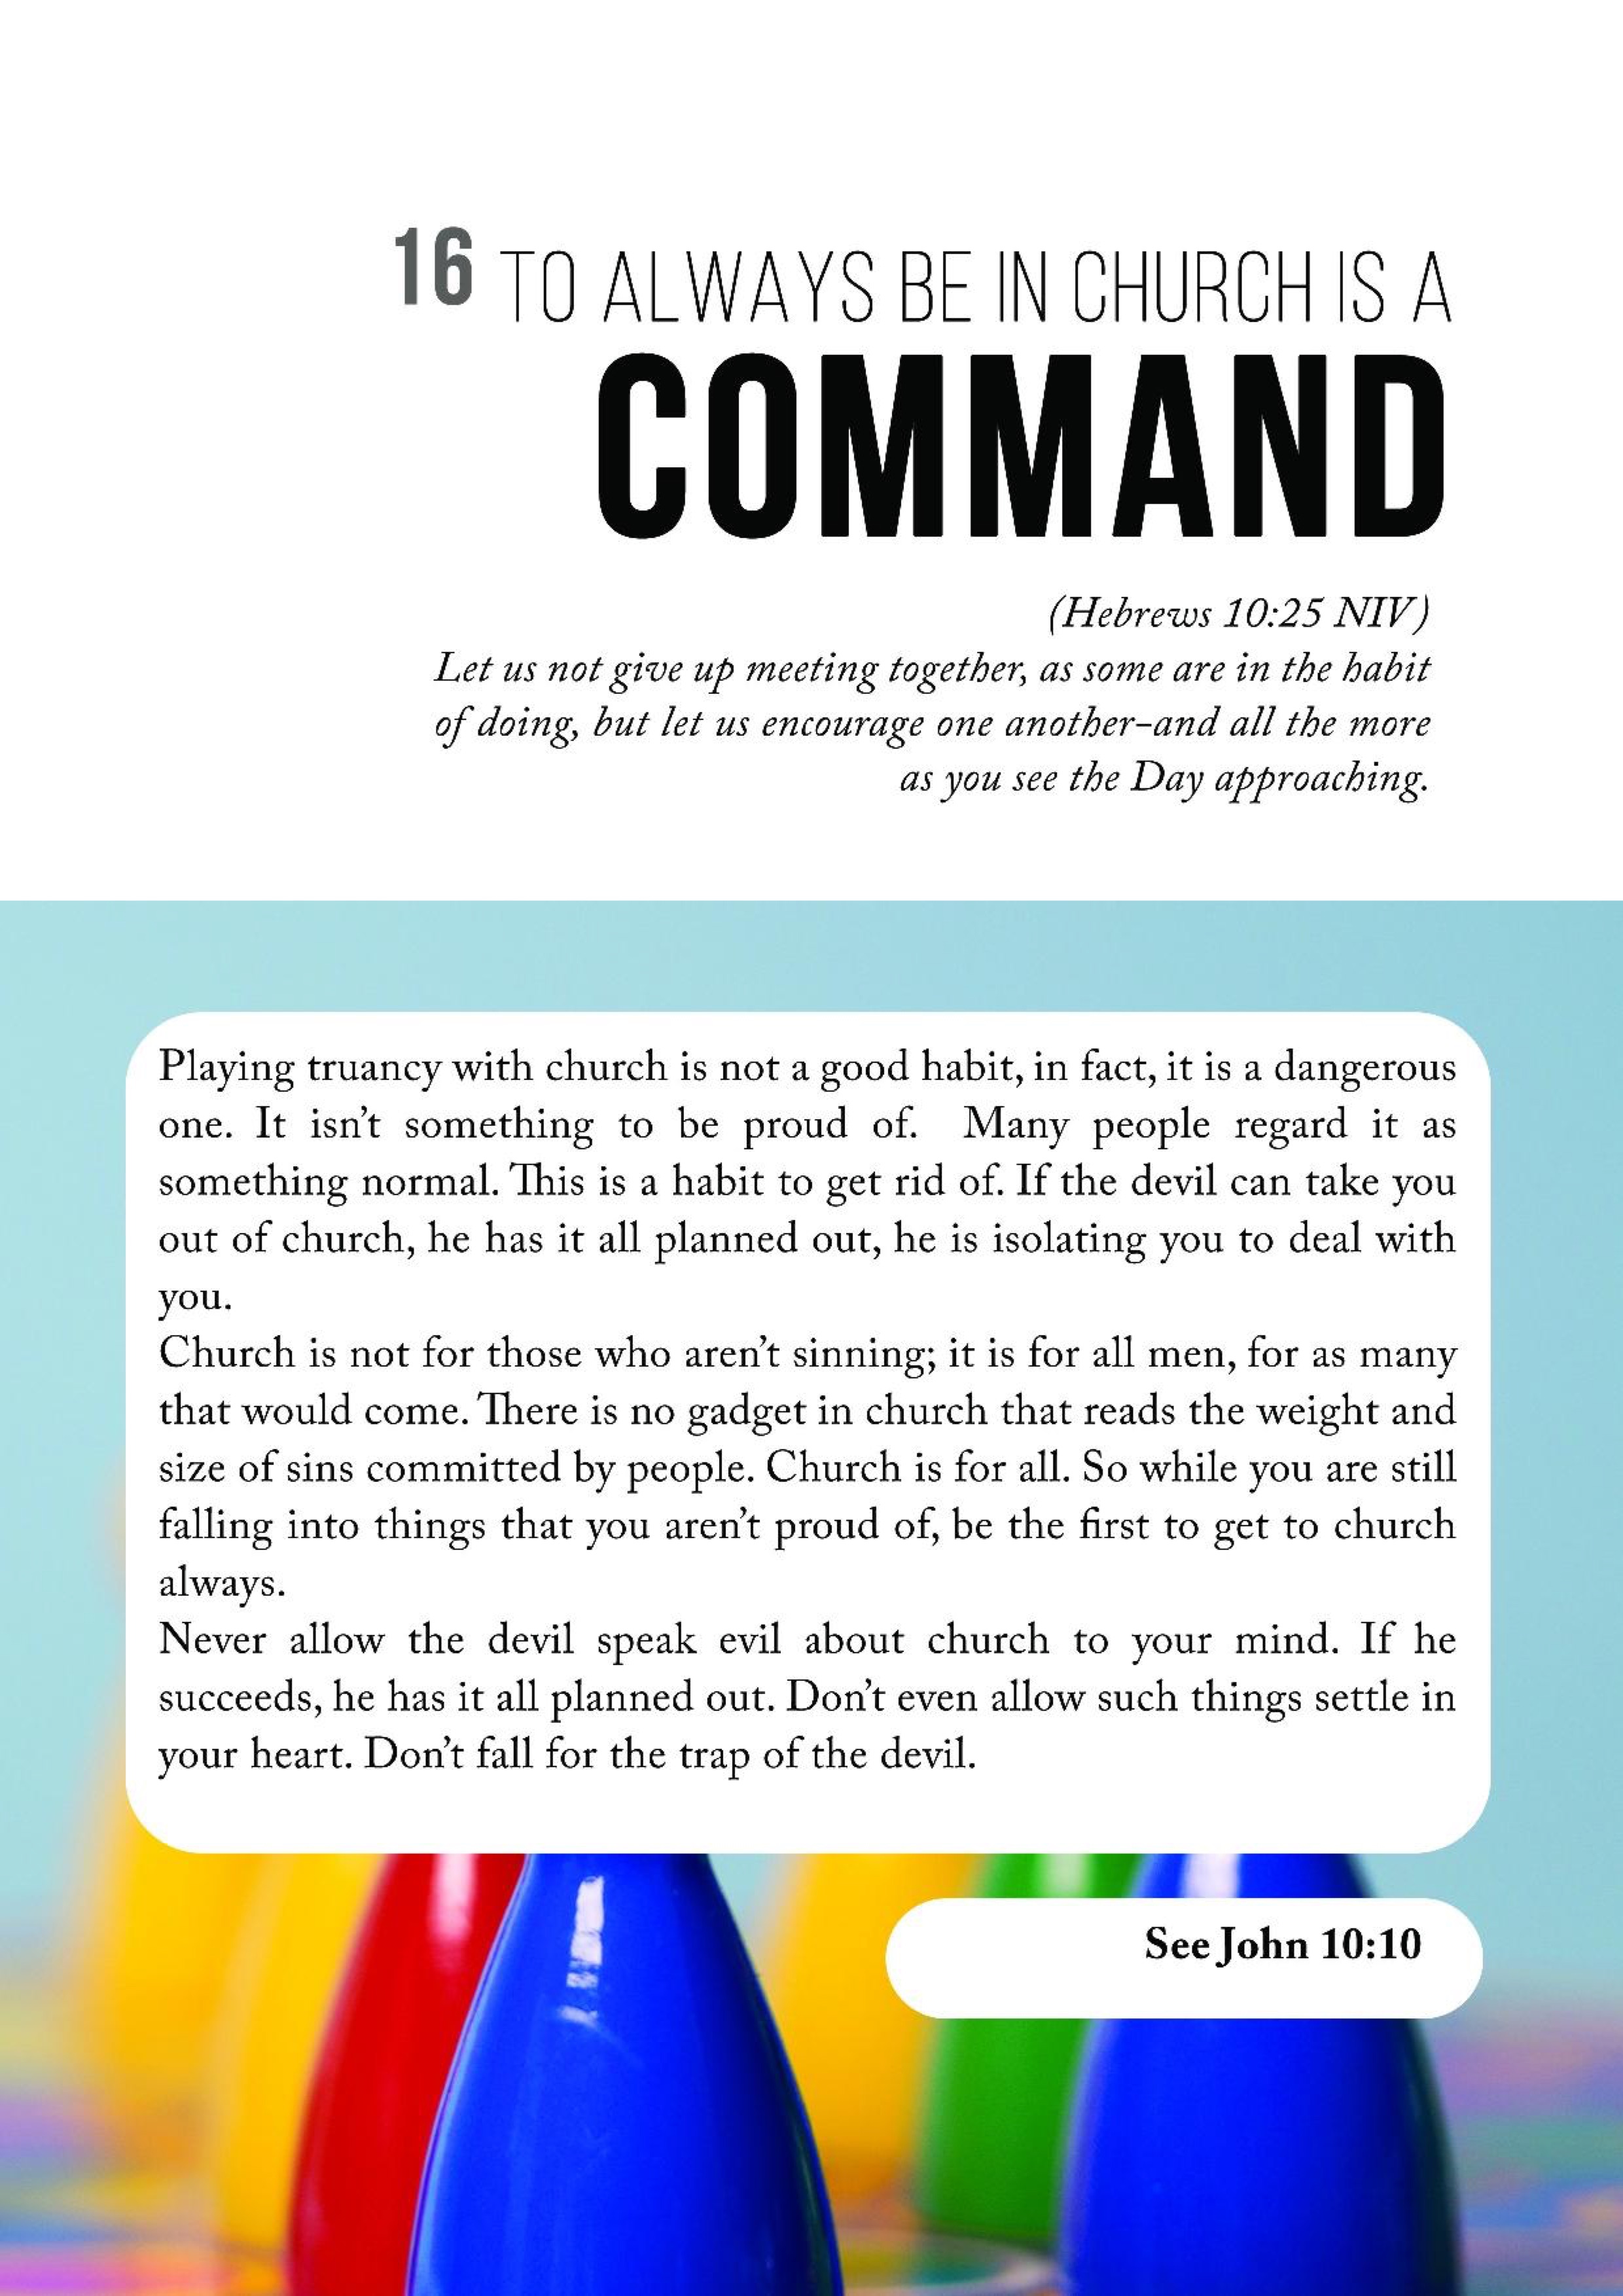 16 TO ALWAYS BE IN CHURCH IS A
COMMAND
(Hebrews 10:25 NIV)
Let us not give up meeting together, as some are in the habit
of doing, but let us encourage one another-and all the more
as you see the Day approaching.
Playing truancy with church is not a good habit, in fact, it is a dangerous
one. It isn't something to be proud of. Many people regard it as
something normal. This is a habit to get rid of. If the devil can take you
out of church, he has it all planned out, he is isolating you to deal with
you.
Church is not for those who aren't sinning; it is for all men, for as many
that would come. There is no gadget in church that reads the weight and
size of sins committed by people. Church is for all. So while you are still
falling into things that you aren't proud of, be the first to get to church
always.
Never allow the devil speak evil about church to your mind. If he
succeeds, he has it all planned out. Don't even allow such things settle in
your heart. Don't fall for the trap of the devil.
See John 10:10